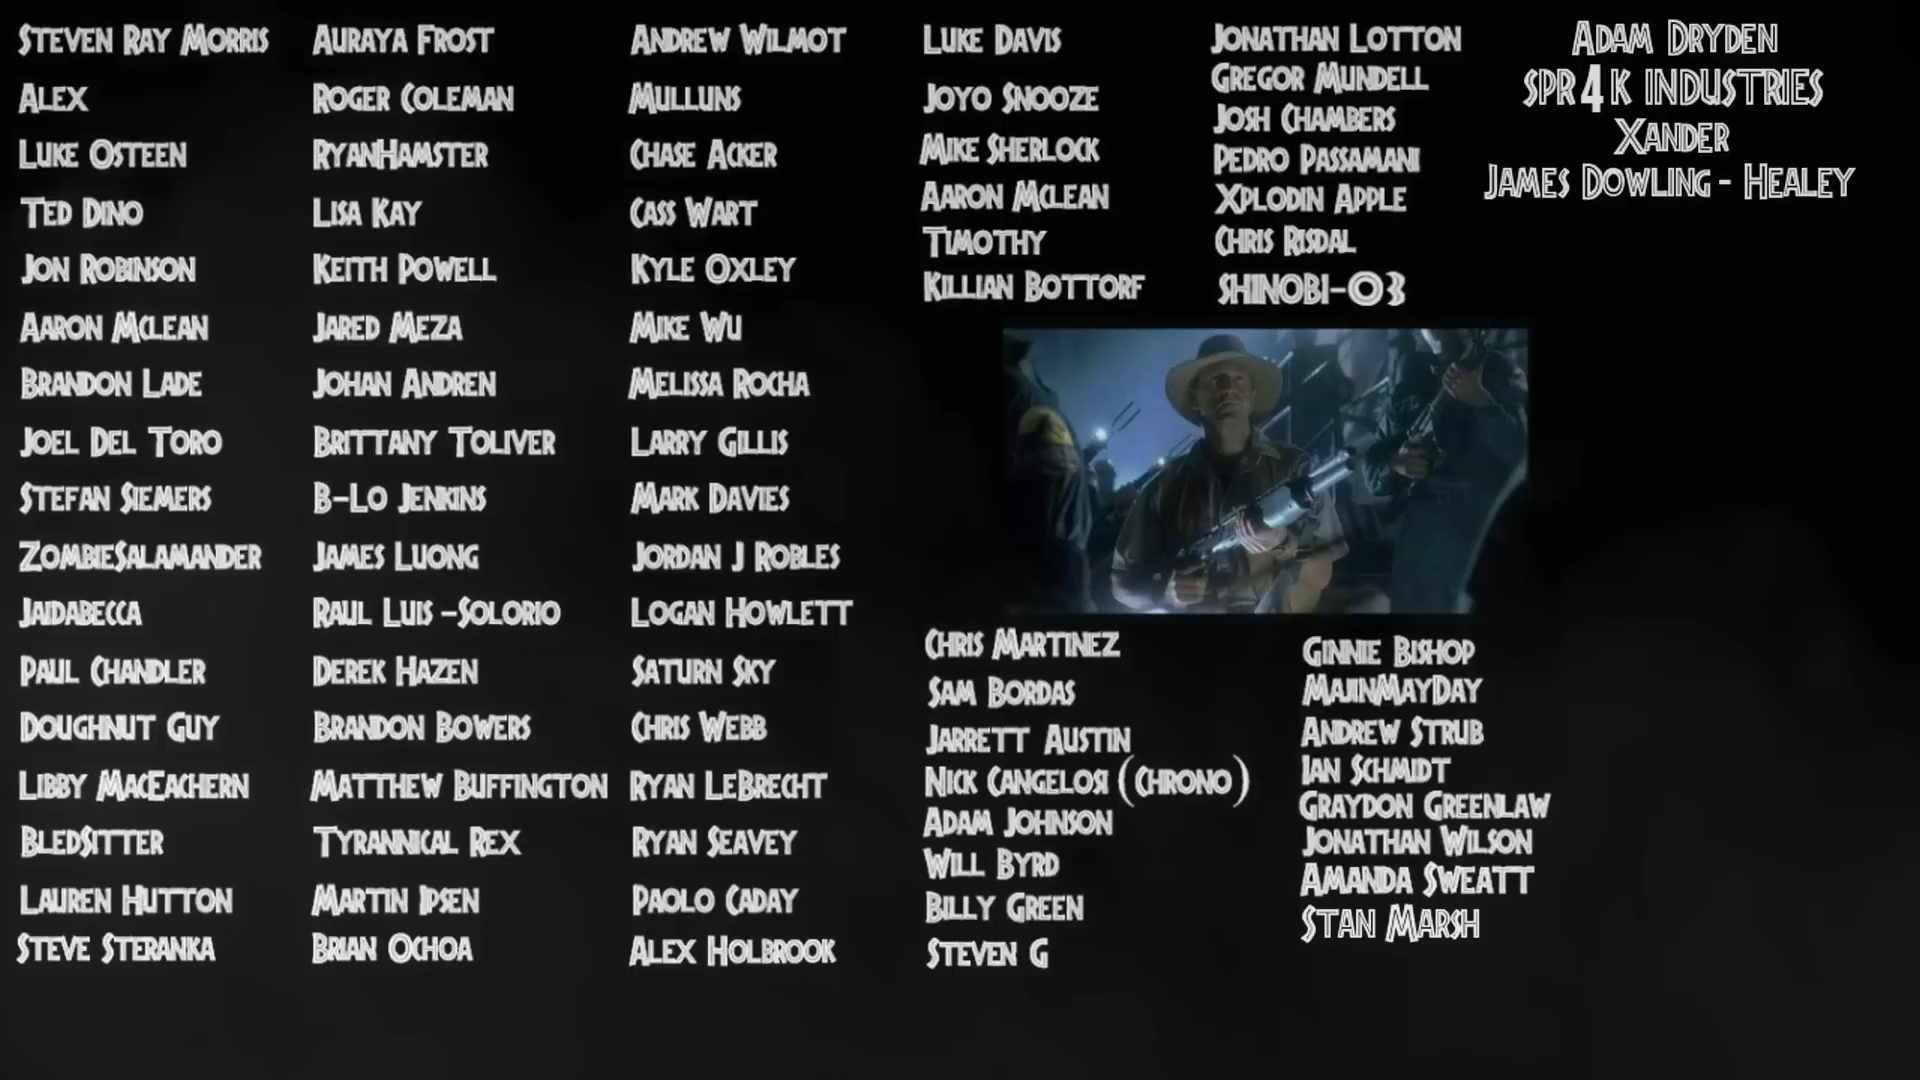 Steven Ray Morris
Alex
Luke Osteen
Ted Dino
Jon Robinson
Aaron Mclean
Brandon Lade
Joel Del Toro
Stefan Siemers
ZombieSalamander
Jaidabecca
Paul Chandler
Doughnut Guy
Libby MacEachern
BledSitter
Lauren Hutton
Steve Steranka
Auraya Frost
Roger Coleman
RyanHamster
Lisa Kay
Keith Powell
Jared Meza
Johan Andren
Brittany Toliver
B-Lo Jenkins
James Luong
Raul Luis -Solorio
Derek Hazen
Brandon Bowers
Matthew Buffington
Tyrannical Rex
Martin Ipsen
Brian Ochoa
Andrew Wilmot
Mulluns
Chase Acker
Cass Wart
Kyle Oxley
Mike Wu
Melissa Rocha
Larry Gillis
Mark Davies
Jordan J Robles
Logan Howlett
Saturn Sky
Chris Webb
Ryan LeBrecht
Ryan Seavey
Paolo Caday
Alex Holbrook
Luke Davis
Joyo Snooze
Mike Sherlock
Aaron Mclean
Timothy
Killian Bottorf
Jonathan Lotton
Gregor Mundell
Josh Chambers
Pedro Passamani
Xplodin Apple
Chris Risdal
SHINOBI-03
Adam Dryden
SPR4K INDUSTRIES
Xander
James Dowling - Healey
Chris Martinez
Sam Bordas
Jarrett Austin
Nick Cangelosi (Chrono)
Adam Johnson
Will Byrd
Billy Green
Steven G
Ginnie Bishop
MajinMayDay
Andrew Strub
Ian Schmidt
Graydon Greenlaw
Jonathan Wilson
Amanda Sweatt
Stan Marsh